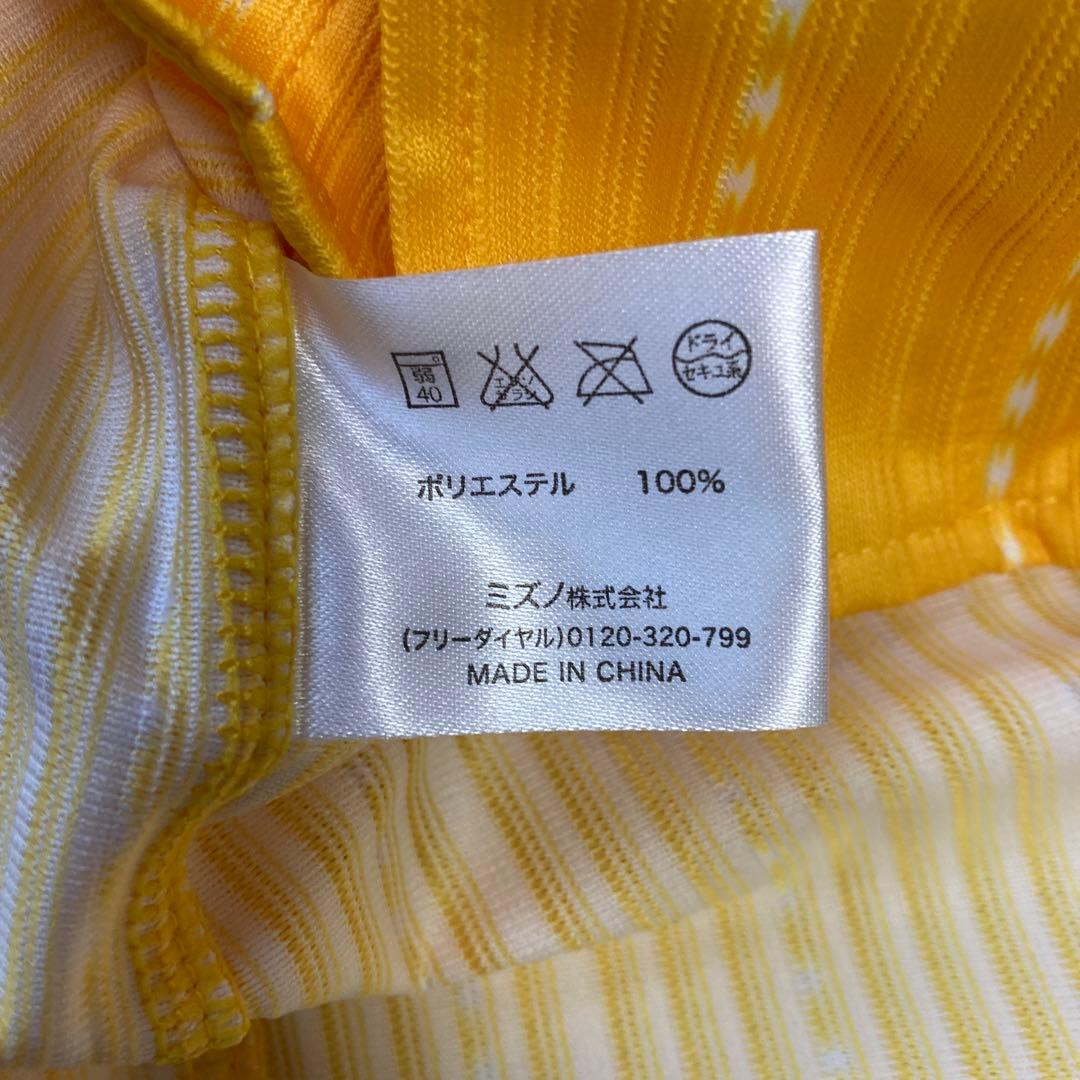 弱 40
エンソ サラシ
ドライ セキユ系
ポリエステル 100%
ミズノ株式会社
(フリーダイヤル)0120-320-799
MADE IN CHINA